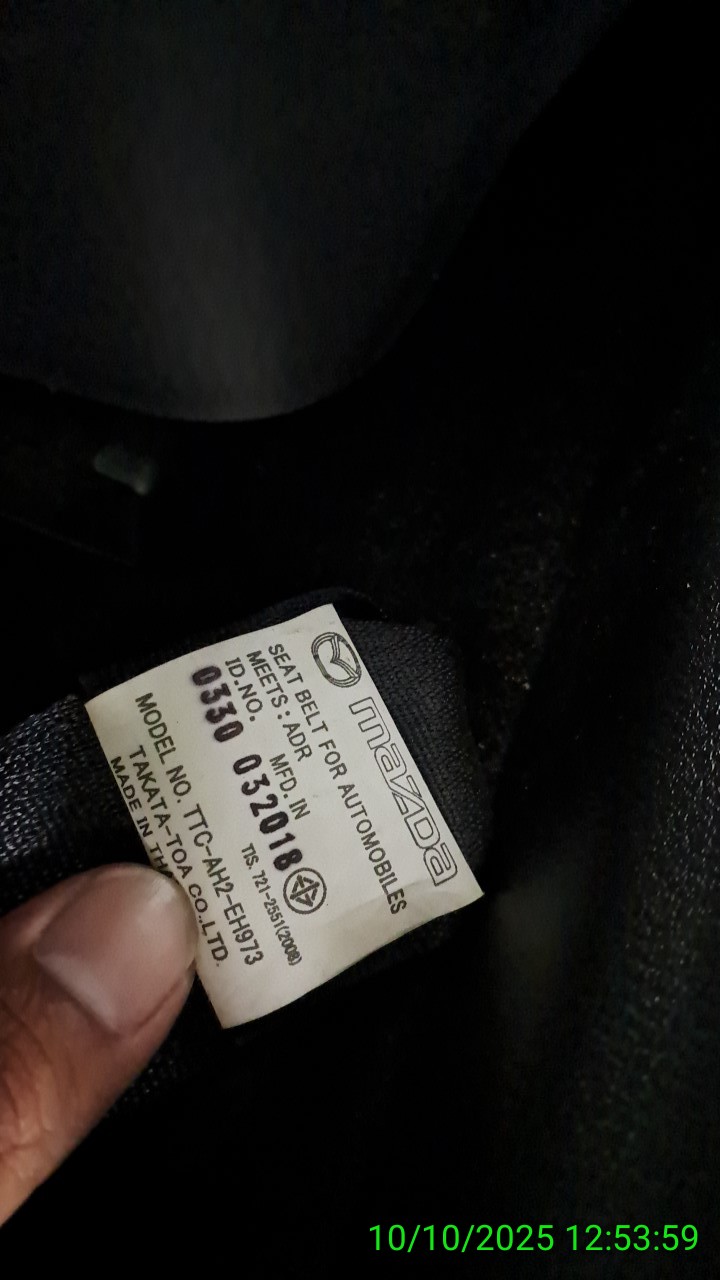 mazda
SEAT BELT FOR AUTOMOBILES
MEETS : ADR
ID.NO. MFD. IN
0330 032018
TIS. 721-2551(2008)
MODEL NO. TTC-AH2-EH973
TAKATA-TOA CO.,LTD.
MADE IN
10/10/2025 12:53:59